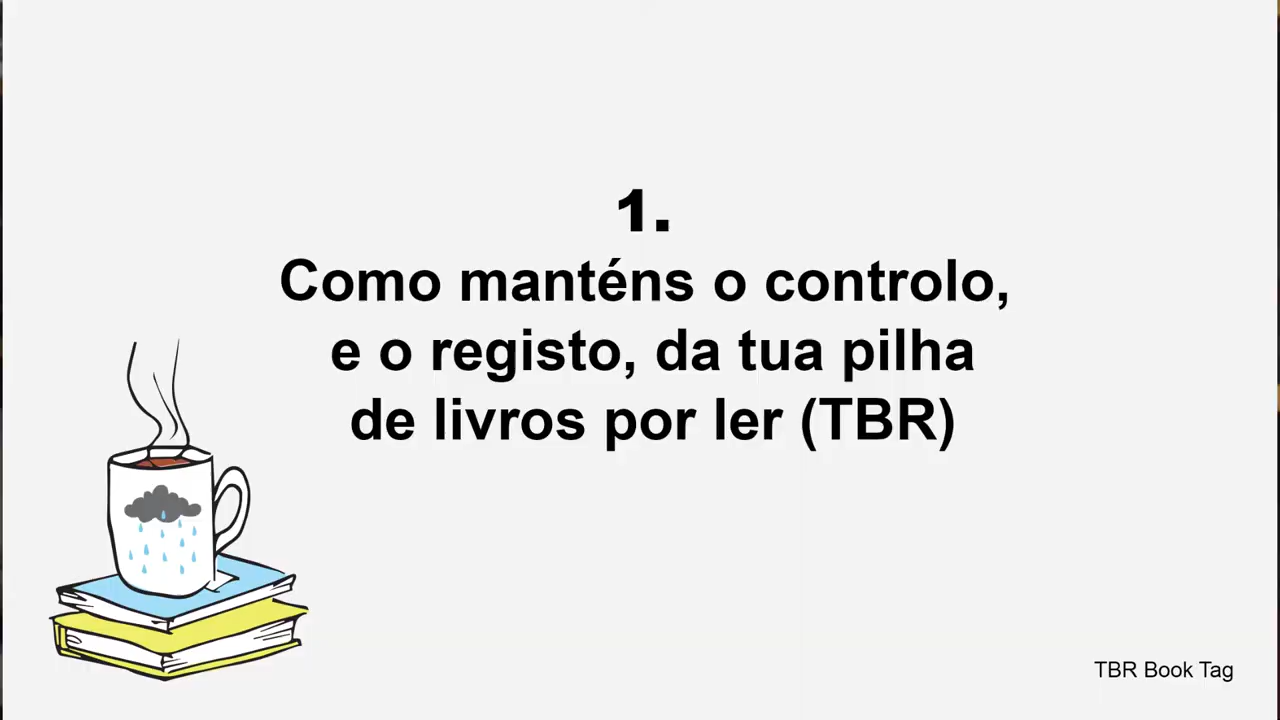 1.
Como manténs o controlo,
e o registo, da tua pilha
de livros por ler (TBR)
TBR Book Tag